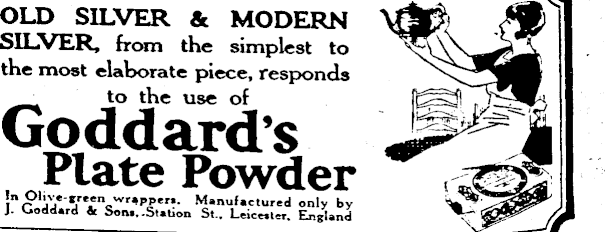 OLD SILVER & MODERN
SILVER, from the simplest to
the most elaborate piece, responds
to the use of
Goddard's
Plate Powder
In Olive-green wrappers. Manufactured only by
J. Goddard & Sons, Station St., Leicester, England